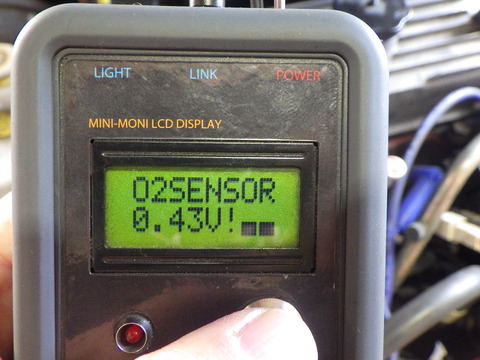 LIGHT LINK POWER
MINI-MONI LCD DISPLAY
O2SENSOR
0.43V!